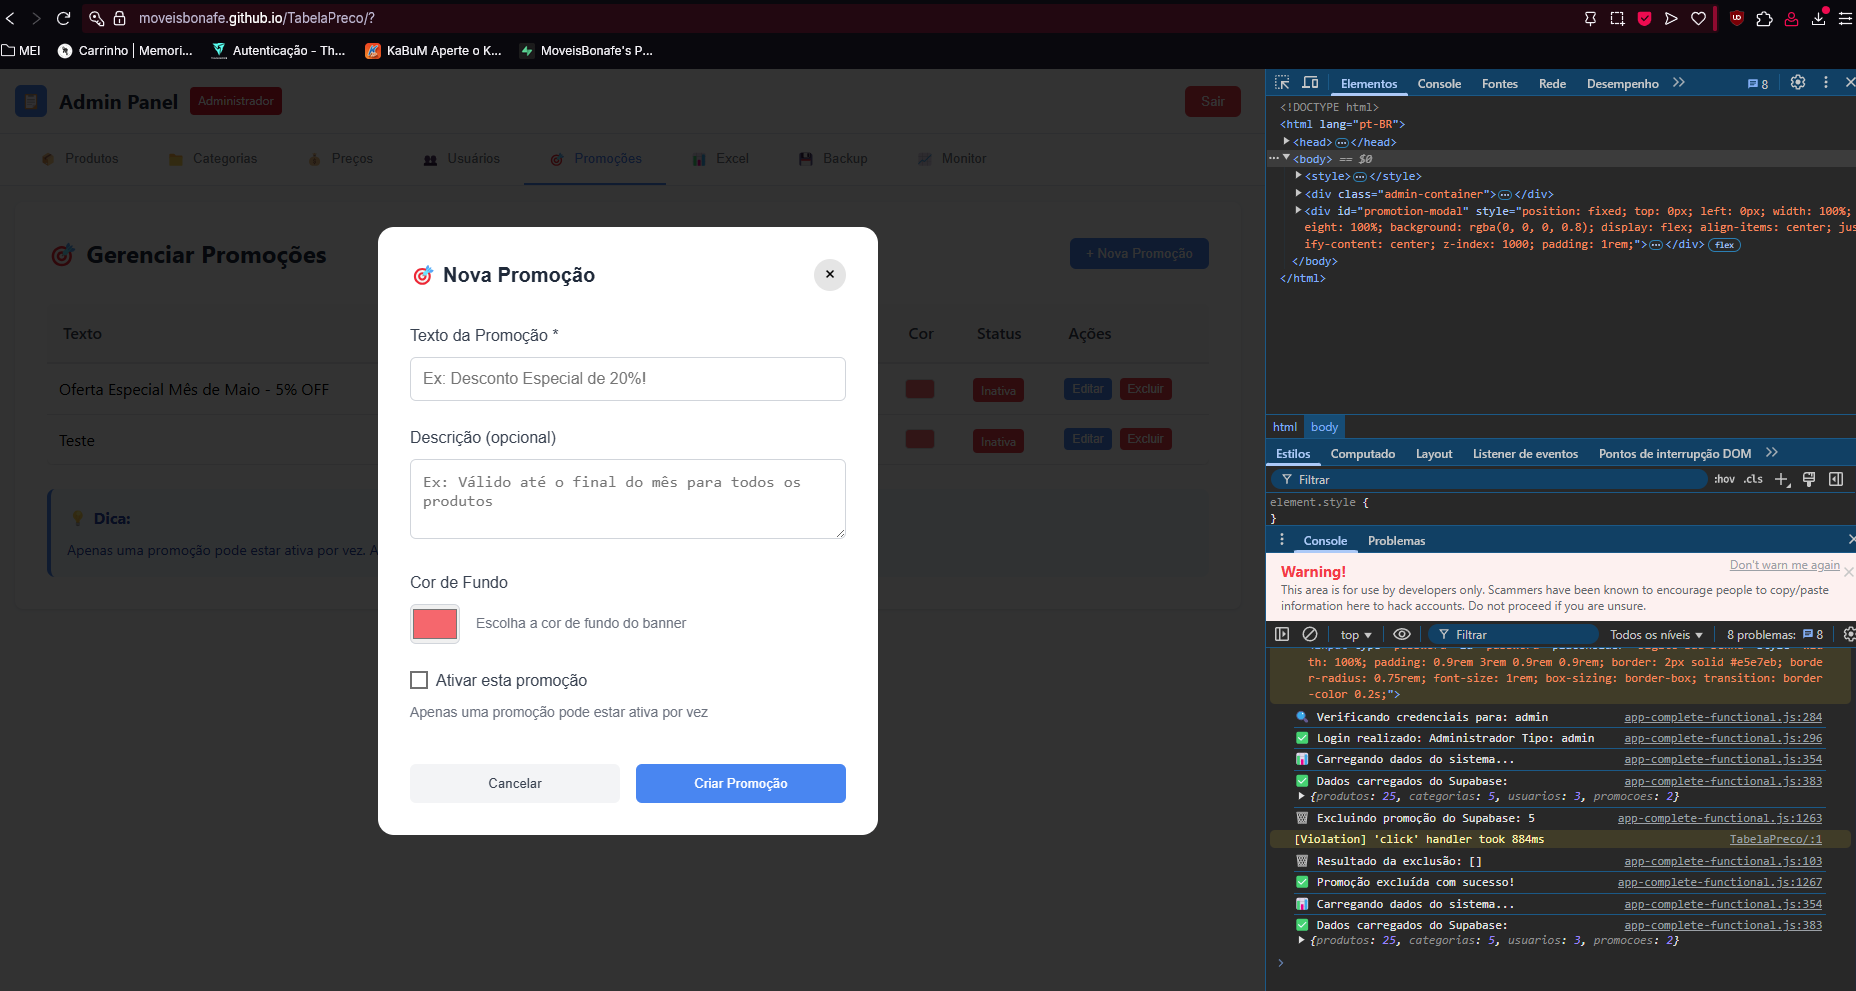 moveisbonafe.github.io/TabelaPreco/?
MEI
Carrinho | Memori...
Autenticação - Th...
KaBuM Aperte o K...
MoveisBonafe's P...
Admin Panel
Administrador
Sair
Produtos
Categorias
Preços
Usuários
Promoções
Excel
Backup
Monitor
Gerenciar Promoções
+ Nova Promoção
Texto
Cor
Status
Ações
Oferta Especial Mês de Maio - 5% OFF
Inativa
Editar
Excluir
Teste
Inativa
Editar
Excluir
Dica:
Apenas uma promoção pode estar ativa por vez. A
Nova Promoção
×
Texto da Promoção *
Ex: Desconto Especial de 20%!
Descrição (opcional)
Ex: Válido até o final do mês para todos os
produtos
Cor de Fundo
Escolha a cor de fundo do banner
Ativar esta promoção
Apenas uma promoção pode estar ativa por vez
Cancelar
Criar Promoção
Elementos
Console
Fontes
Rede
Desempenho
8
<!DOCTYPE html>
<html lang="pt-BR">
<head>…</head>
<body> == $0
<style>…</style>
<div class="admin-container">…</div>
<div id="promotion-modal" style="position: fixed; top: 0px; left: 0px; width: 100%;
eight: 100%; background: rgba(0, 0, 0, 0.8); display: flex; align-items: center; jus
ify-content: center; z-index: 1000; padding: 1rem;">…</div> flex
</body>
</html>
html
body
Estilos
Computado
Layout
Listener de eventos
Pontos de interrupção DOM
Filtrar
:hov
.cls
element.style {
}
Console
Problemas
Warning!
Don't warn me again
This area is for use by developers only. Scammers have been known to encourage people to copy/paste
information here to hack accounts. Do not proceed if you are unsure.
top
Filtrar
Todos os níveis
8 problemas:
8
th: 100%; padding: 0.9rem 3rem 0.9rem 0.9rem; border: 2px solid #e5e7eb; borde
r-radius: 0.75rem; font-size: 1rem; box-sizing: border-box; transition: border
-color 0.2s;">
Verificando credenciais para: admin
app-complete-functional.js:284
Login realizado: Administrador Tipo: admin
app-complete-functional.js:296
Carregando dados do sistema...
app-complete-functional.js:354
Dados carregados do Supabase:
app-complete-functional.js:383
{produtos: 25, categorias: 5, usuarios: 3, promocoes: 2}
Excluindo promoção do Supabase: 5
app-complete-functional.js:1263
[Violation] 'click' handler took 884ms
TabelaPreco/:1
Resultado da exclusão: []
app-complete-functional.js:103
Promoção excluída com sucesso!
app-complete-functional.js:1267
Carregando dados do sistema...
app-complete-functional.js:354
Dados carregados do Supabase:
app-complete-functional.js:383
{produtos: 25, categorias: 5, usuarios: 3, promocoes: 2}